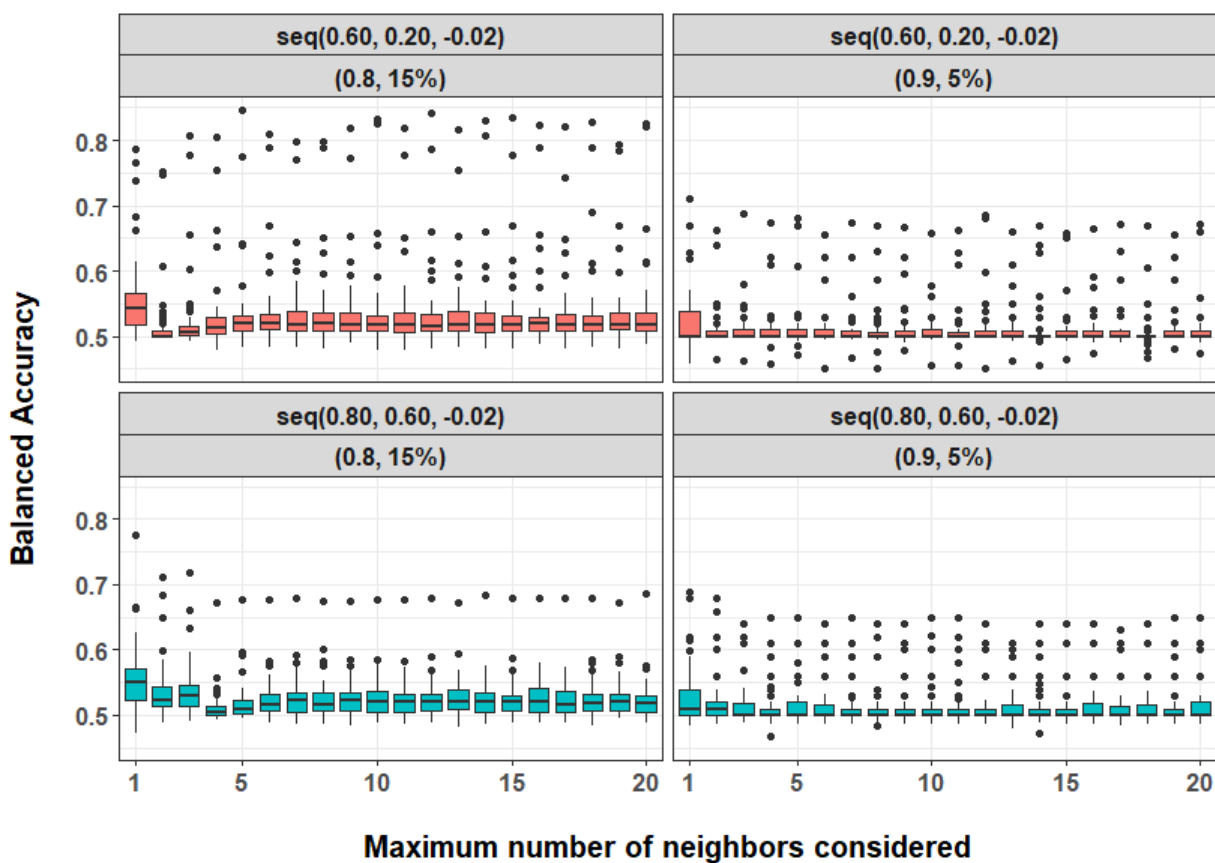 seq(0.60, 0.20, -0.02)
seq(0.60, 0.20, -0.02)
(0.8, 15%)
(0.9, 5%)
0.8
0.7
0.6
0.5
Balanced Accuracy
seq(0.80, 0.60, -0.02)
seq(0.80, 0.60, -0.02)
(0.8, 15%)
(0.9, 5%)
0.8
0.7
0.6
0.5
1 5 10 15 20
1 5 10 15 20
Maximum number of neighbors considered